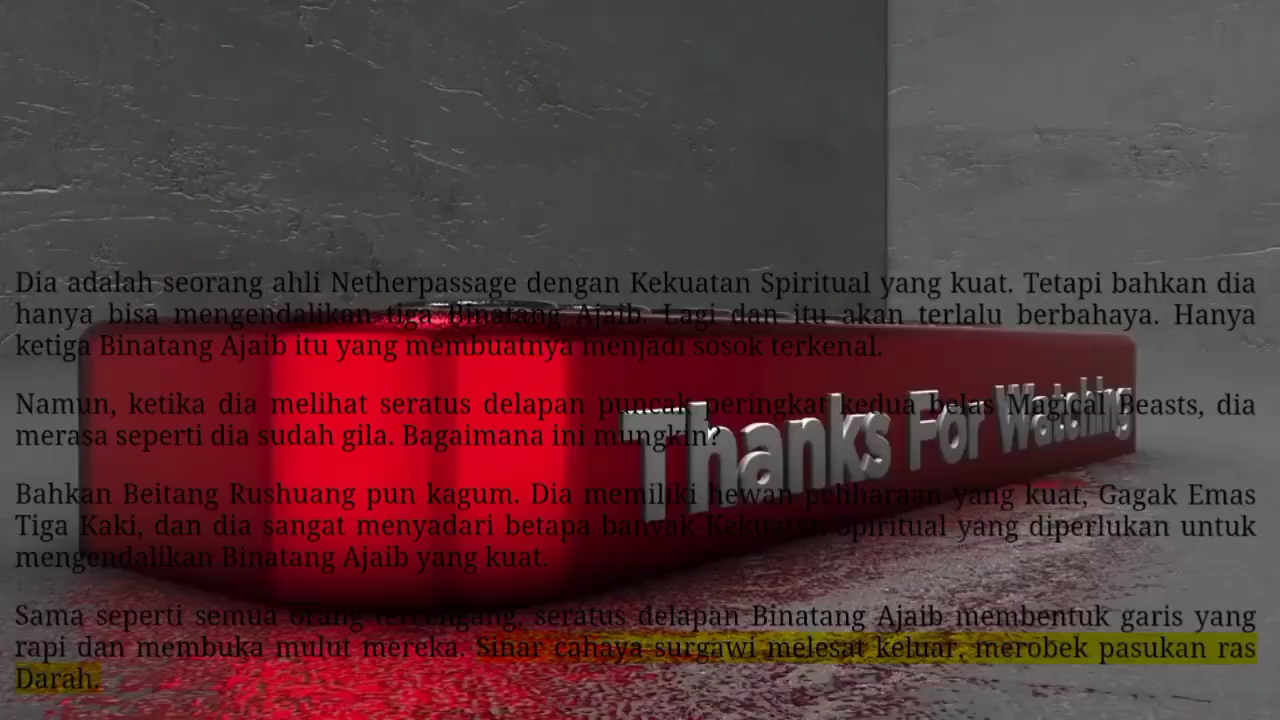 Dia adalah seorang ahli Netherpassage dengan Kekuatan Spiritual yang kuat. Tetapi bahkan dia
hanya bisa mengendalikan tiga Binatang Ajaib. Lagi dan itu akan terlalu berbahaya. Hanya
ketiga Binatang Ajaib itu yang membuatnya menjadi sosok terkenal.
Namun, ketika dia melihat seratus delapan puncak peringkat kedua belas Magical Beasts, dia
merasa seperti dia sudah gila. Bagaimana ini mungkin?
Thanks For Watching
Bahkan Beitang Rushuang pun kagum. Dia memiliki hewan peliharaan yang kuat, Gagak Emas
Tiga Kaki, dan dia sangat menyadari betapa banyak Kekuatan Spiritual yang diperlukan untuk
mengendalikan Binatang Ajaib yang kuat.
Sama seperti semua orang tercengang, seratus delapan Binatang Ajaib membentuk garis yang
rapi dan membuka mulut mereka. Sinar cahaya surgawi melesat keluar, merobek pasukan ras
Darah.